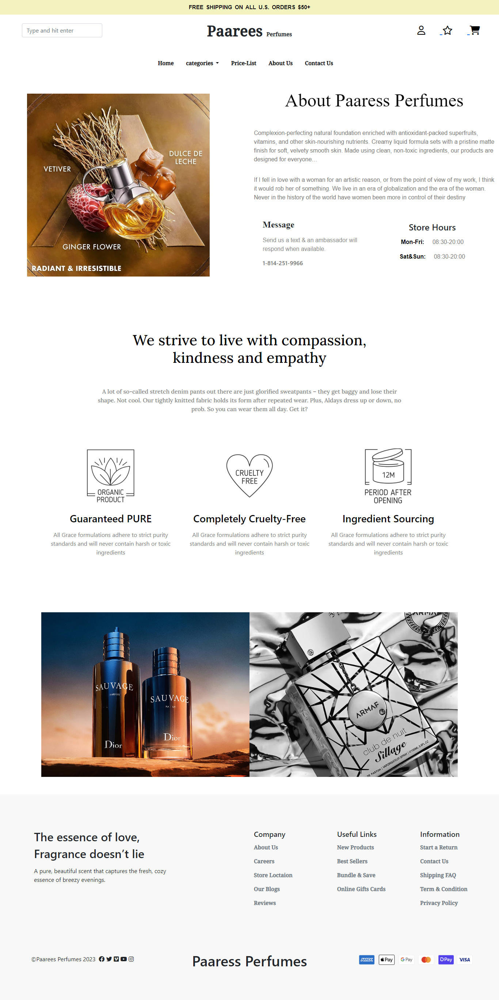 FREE SHIPPING ON ALL U.S. ORDERS $50+
Type and hit enter
Paarees Perfumes
Home
categories
Price-List
About Us
Contact Us
VETIVER
DULCE DE
LECHE
GINGER FLOWER
RADIANT & IRRESISTIBLE
About Paaress Perfumes
Complexion-perfecting natural foundation enriched with antioxidant-packed superfruits,
vitamins, and other skin-nourishing nutrients. Creamy liquid formula sets with a pristine matte
finish for soft, velvety smooth skin. Made using clean, non-toxic ingredients, our products are
designed for everyone…
If I fell in love with a woman for an artistic reason, or from the point of view of my work, I think
it would rob her of something. We live in an era of globalization and the era of the woman.
Never in the history of the world have women been more in control of their destiny
Message
Send us a text & an ambassador will
respond when available.
1-814-251-9966
Store Hours
Mon-Fri: 08:30-20:00
Sat&Sun: 08:30-20:00
We strive to live with compassion,
kindness and empathy
A lot of so-called stretch denim pants out there are just glorified sweatpants – they get baggy and lose their
shape. Not cool. Our tightly knitted fabric holds its form after repeated wear. Plus, Aldays dress up or down, no
prob. So you can wear them all day. Get it?
ORGANIC
PRODUCT
Guaranteed PURE
All Grace formulations adhere to strict purity
standards and will never contain harsh or toxic
ingredients
CRUELTY
FREE
Completely Cruelty-Free
All Grace formulations adhere to strict purity
standards and will never contain harsh or toxic
ingredients
12M
PERIOD AFTER
OPENING
Ingredient Sourcing
All Grace formulations adhere to strict purity
standards and will never contain harsh or toxic
ingredients
SAUVAGE
PARFUM
Dior
SAUVAGE
PARFUM
Dior
ARMAF
ARMAF
club de nuit
Sillage
DE PARFUM | VAPORISATEUR SPRAY | e105ML 3.6FL.OZ
The essence of love,
Fragrance doesn’t lie
A pure, beautiful scent that captures the fresh, cozy
essence of breezy evenings.
Company
About Us
Careers
Store Loctaion
Our Blogs
Reviews
Useful Links
New Products
Best Sellers
Bundle & Save
Online Gifts Cards
Information
Start a Return
Contact Us
Shipping FAQ
Term & Condition
Privacy Policy
©Paarees Perfumes 2023
Paaress Perfumes
AMEX
Pay
G Pay
Pay
VISA